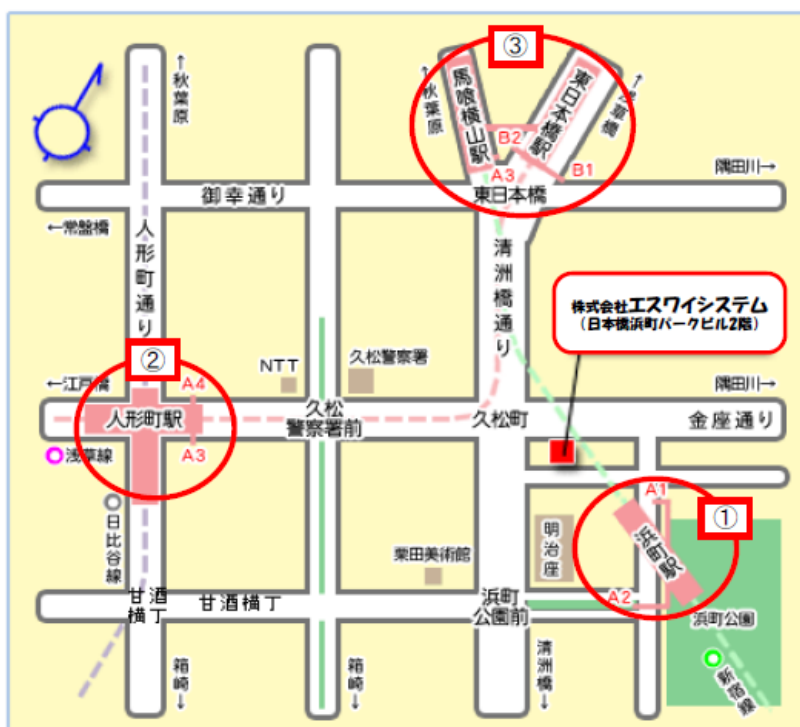 ③
↑秋葉原
↑秋葉原
馬喰横山駅
東日本橋駅
↑浅草橋
B2
B1
A3
隅田川→
御幸通り
東日本橋
←常盤橋
人形町通り
清洲橋通り
株式会社エスワイシステム
(日本橋浜町パークビル2階)
②
NTT
久松警察署
←江戸橋
A4
隅田川→
人形町駅
久松
警察署前
久松町
金座通り
浅草線
A3
A1
①
日比谷線
明治座
浜町駅
栗田美術館
甘酒
横丁
甘酒横丁
浜町
公園前
A2
浜町公園
箱崎↓
箱崎↓
清洲橋↓
新宿線